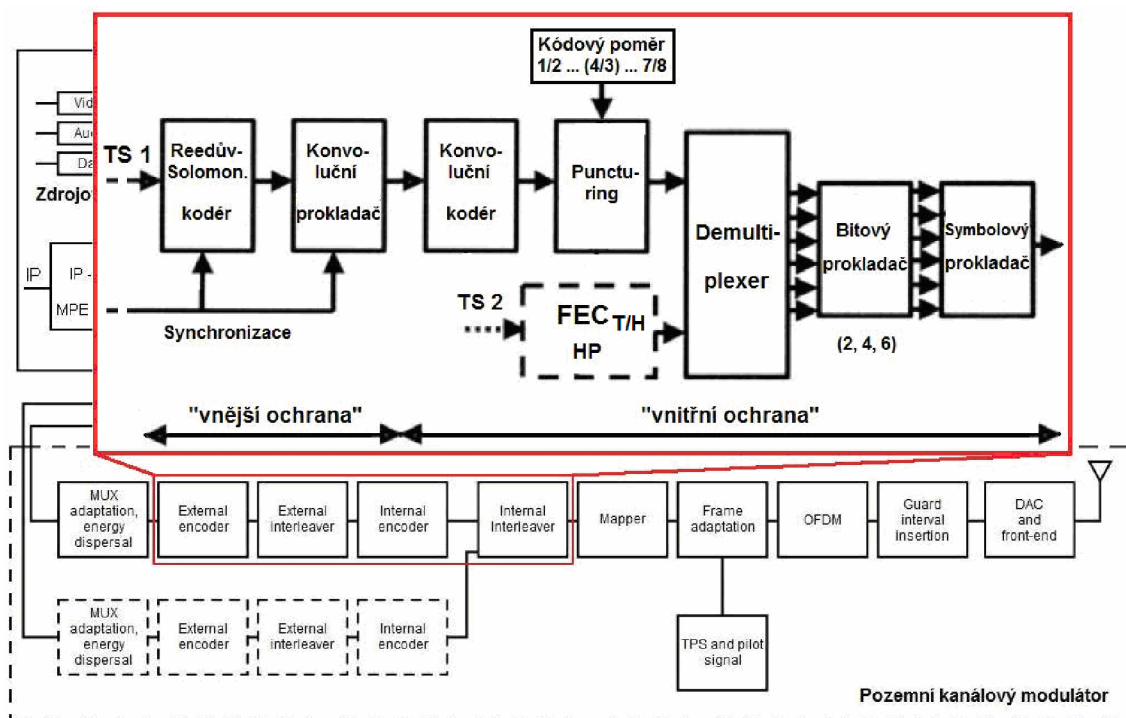 Kódový poměr
1/2 ... (4/3) ... 7/8
TS 1
Reedův-
Solomon.
kodér
Konvo-
luční
prokladač
Konvo-
luční
kodér
Punctu-
ring
Demulti-
plexer
Bitový
prokladač
(2, 4, 6)
Symbolový
prokladač
Synchronizace
TS 2
FEC T/H
HP
"vnější ochrana"
"vnitřní ochrana"
IP
IP -
MPE
MUX
adaptation,
energy
dispersal
External
encoder
External
interleaver
Internal
encoder
Internal
Interleaver
Mapper
Frame
adaptation
OFDM
Guard
interval
insertion
DAC
and
front-end
MUX
adaptation,
energy
dispersal
External
encoder
External
interleaver
Internal
encoder
TPS and pilot
signal
Pozemní kanálový modulátor